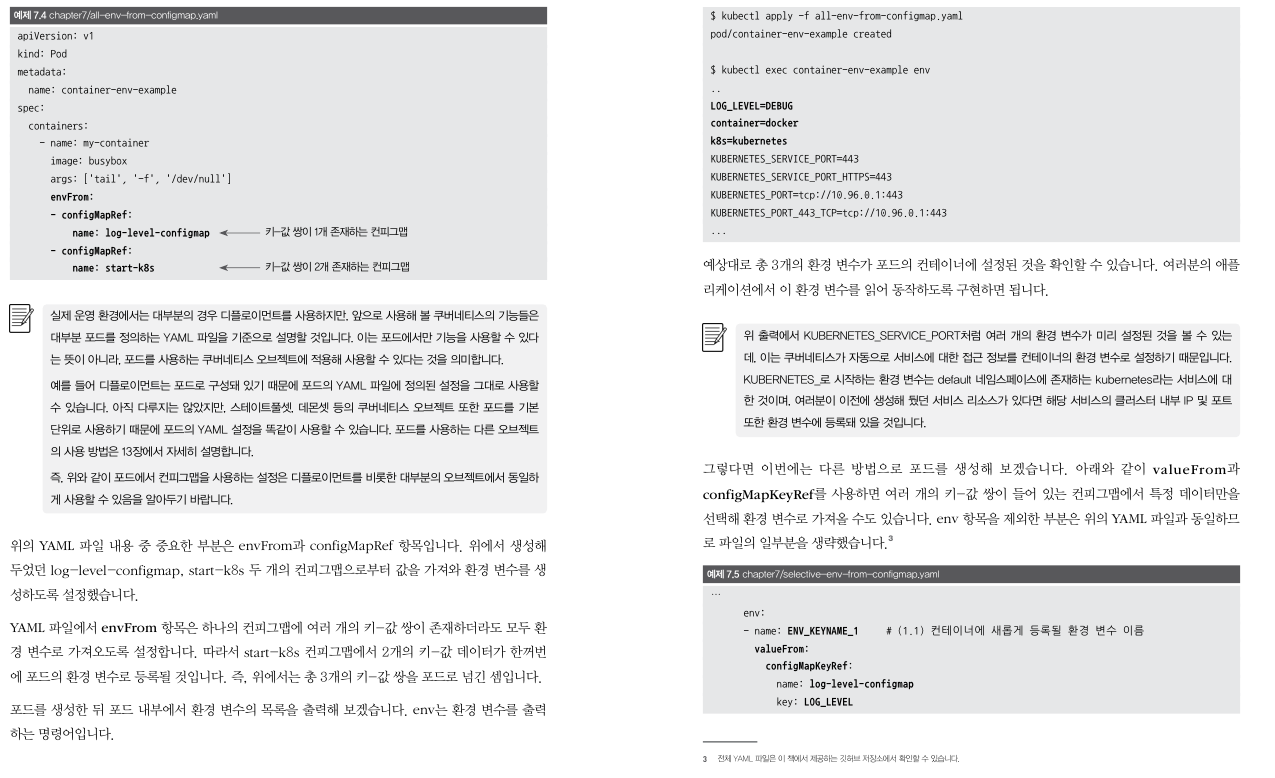 예제 7.4 chapter7/all-env-from-configmap.yaml
apiVersion: v1
kind: Pod
metadata:
  name: container-env-example
spec:
  containers:
    - name: my-container
      image: busybox
      args: ['tail', '-f', '/dev/null']
      envFrom:
      - configMapRef:
          name: log-level-configmap 키-값 쌍이 1개 존재하는 컨피그맵
      - configMapRef:
          name: start-k8s 키-값 쌍이 2개 존재하는 컨피그맵
실제 운영 환경에서는 대부분의 경우 디플로이먼트를 사용하지만, 앞으로 사용해 볼 쿠버네티스의 기능들은
대부분 포드를 정의하는 YAML 파일을 기준으로 설명할 것입니다. 이는 포드에서만 기능을 사용할 수 있다
는 뜻이 아니라, 포드를 사용하는 쿠버네티스 오브젝트에 적용해 사용할 수 있다는 것을 의미합니다.
예를 들어 디플로이먼트는 포드로 구성돼 있기 때문에 포드의 YAML 파일에 정의된 설정을 그대로 사용할
수 있습니다. 아직 다루지는 않았지만, 스테이트풀셋, 데몬셋 등의 쿠버네티스 오브젝트 또한 포드를 기본
단위로 사용하기 때문에 포드의 YAML 설정을 똑같이 사용할 수 있습니다. 포드를 사용하는 다른 오브젝트
의 사용 방법은 13장에서 자세히 설명합니다.
즉, 위와 같이 포드에서 컨피그맵을 사용하는 설정은 디플로이먼트를 비롯한 대부분의 오브젝트에서 동일하
게 사용할 수 있음을 알아두기 바랍니다.
위의 YAML 파일 내용 중 중요한 부분은 envFrom과 configMapRef 항목입니다. 위에서 생성해
두었던 log-level-configmap, start-k8s 두 개의 컨피그맵으로부터 값을 가져와 환경 변수를 생
성하도록 설정했습니다.
YAML 파일에서 envFrom 항목은 하나의 컨피그맵에 여러 개의 키-값 쌍이 존재하더라도 모두 환
경 변수로 가져오도록 설정합니다. 따라서 start-k8s 컨피그맵에서 2개의 키-값 데이터가 한꺼번
에 포드의 환경 변수로 등록될 것입니다. 즉, 위에서는 총 3개의 키-값 쌍을 포드로 넘긴 셈입니다.
포드를 생성한 뒤 포드 내부에서 환경 변수의 목록을 출력해 보겠습니다. env는 환경 변수를 출력
하는 명령어입니다.
$ kubectl apply -f all-env-from-configmap.yaml
pod/container-env-example created
$ kubectl exec container-env-example env
..
LOG_LEVEL=DEBUG
container=docker
k8s=kubernetes
KUBERNETES_SERVICE_PORT=443
KUBERNETES_SERVICE_PORT_HTTPS=443
KUBERNETES_PORT=tcp://10.96.0.1:443
KUBERNETES_PORT_443_TCP=tcp://10.96.0.1:443
...
예상대로 총 3개의 환경 변수가 포드의 컨테이너에 설정된 것을 확인할 수 있습니다. 여러분의 애플
리케이션에서 이 환경 변수를 읽어 동작하도록 구현하면 됩니다.
위 출력에서 KUBERNETES_SERVICE_PORT처럼 여러 개의 환경 변수가 미리 설정된 것을 볼 수 있는
데, 이는 쿠버네티스가 자동으로 서비스에 대한 접근 정보를 컨테이너의 환경 변수로 설정하기 때문입니다.
KUBERNETES_로 시작하는 환경 변수는 default 네임스페이스에 존재하는 kubernetes라는 서비스에 대
한 것이며, 여러분이 이전에 생성해 뒀던 서비스 리소스가 있다면 해당 서비스의 클러스터 내부 IP 및 포트
또한 환경 변수에 등록돼 있을 것입니다.
그렇다면 이번에는 다른 방법으로 포드를 생성해 보겠습니다. 아래와 같이 valueFrom과
configMapKeyRef를 사용하면 여러 개의 키-값 쌍이 들어 있는 컨피그맵에서 특정 데이터만을
선택해 환경 변수로 가져올 수도 있습니다. env 항목을 제외한 부분은 위의 YAML 파일과 동일하므
로 파일의 일부분을 생략했습니다.3
예제 7.5 chapter7/selective-env-from-configmap.yaml
...
      env:
      - name: ENV_KEYNAME_1 # (1.1) 컨테이너에 새롭게 등록될 환경 변수 이름
        valueFrom:
          configMapKeyRef:
            name: log-level-configmap
            key: LOG_LEVEL
3 전체 YAML 파일은 이 책에서 제공하는 깃허브 저장소에서 확인할 수 있습니다.